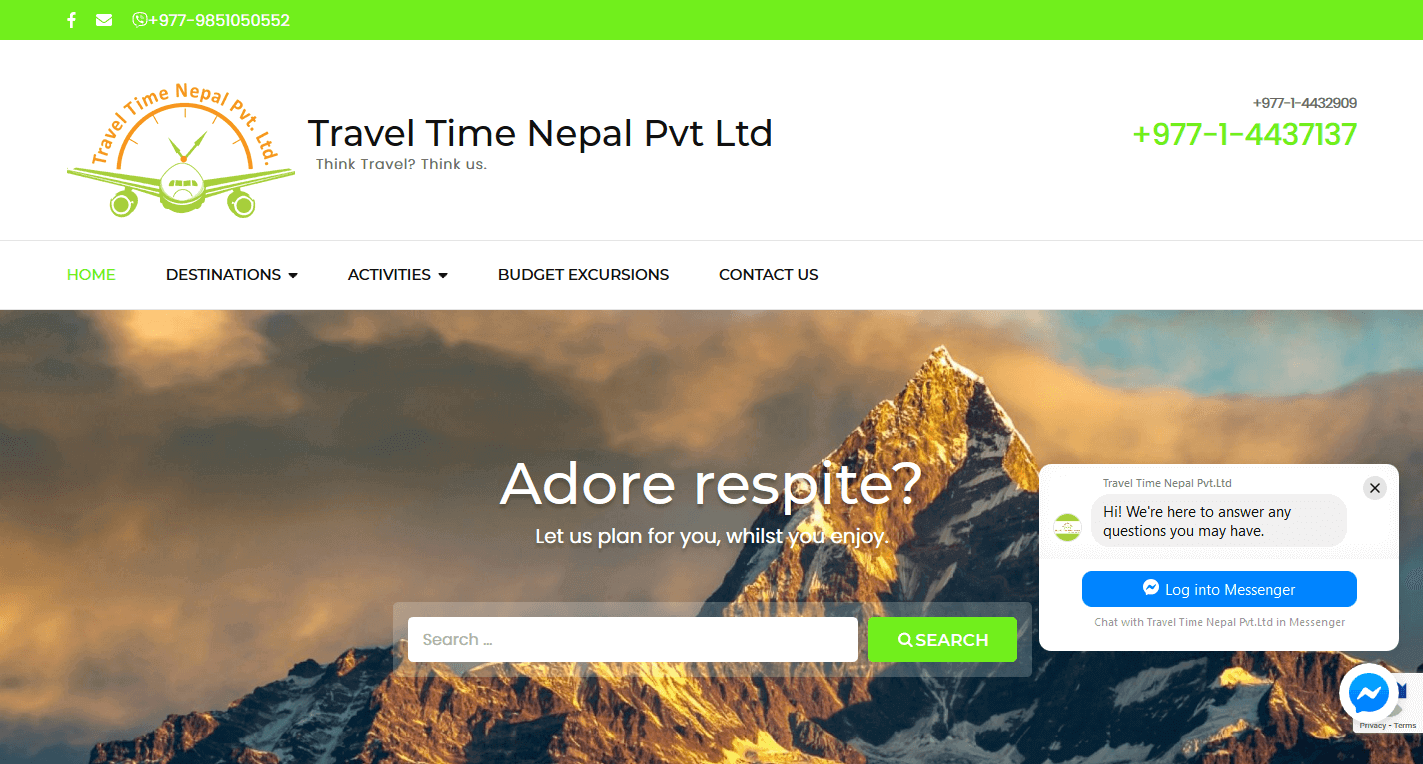 +977-9851050552
Travel Time Nepal Pvt. Ltd.
Travel Time Nepal Pvt Ltd
Think Travel? Think us.
+977-1-4432909
+977-1-4437137
HOME
DESTINATIONS
ACTIVITIES
BUDGET EXCURSIONS
CONTACT US
Adore respite?
Let us plan for you, whilst you enjoy.
Search ...
SEARCH
Travel Time Nepal Pvt.Ltd
Hi! We're here to answer any
questions you may have.
Log into Messenger
Chat with Travel Time Nepal Pvt.Ltd in Messenger
Privacy - Terms